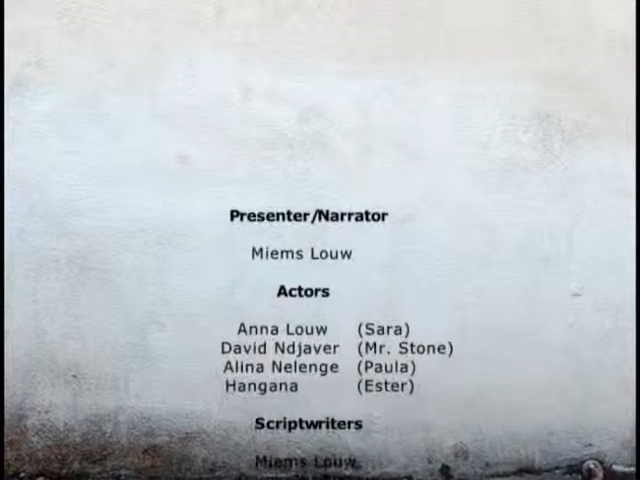 Presenter/Narrator
Miems Louw
Actors
Anna Louw (Sara)
David Ndjaver (Mr. Stone)
Alina Nelenge (Paula)
Hangana (Ester)
Scriptwriters
Miems Louw